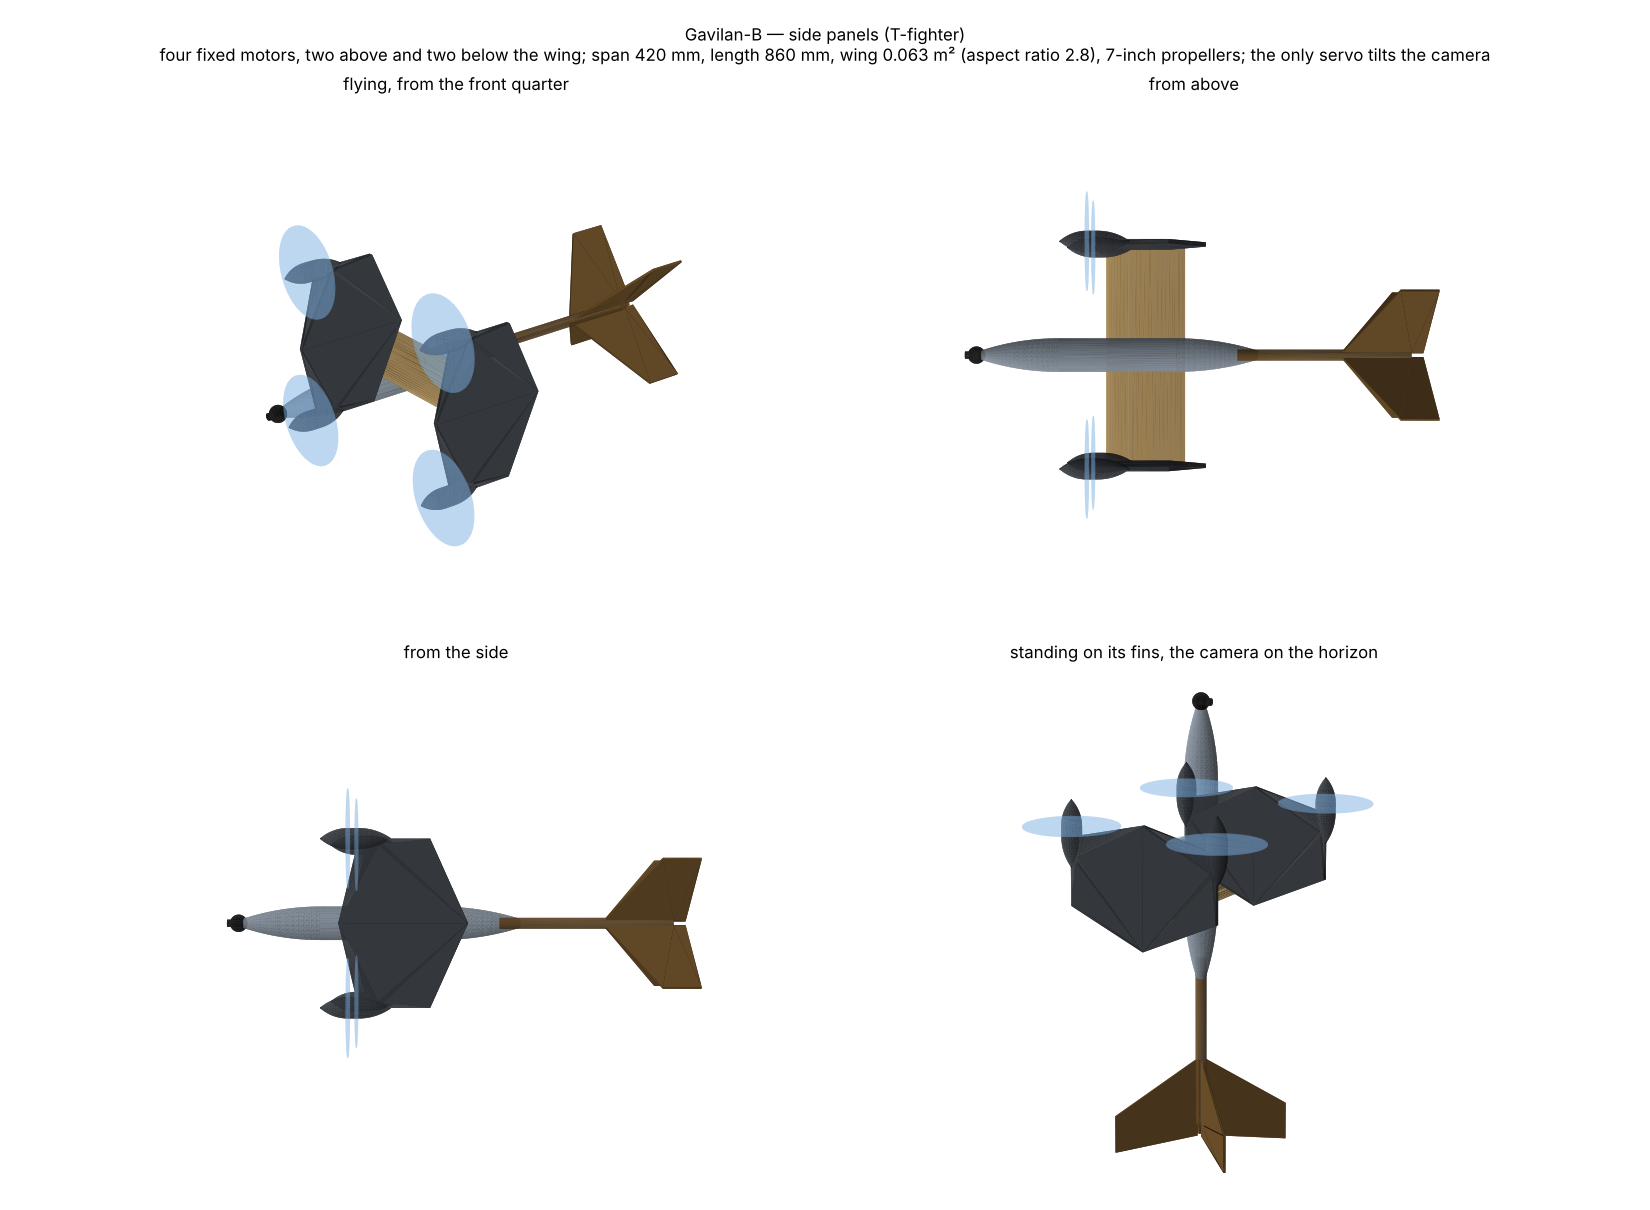 Gavilan-B — side panels (T-fighter)
four fixed motors, two above and two below the wing; span 420 mm, length 860 mm, wing 0.063 m² (aspect ratio 2.8), 7-inch propellers; the only servo tilts the camera
flying, from the front quarter
from above
from the side
standing on its fins, the camera on the horizon